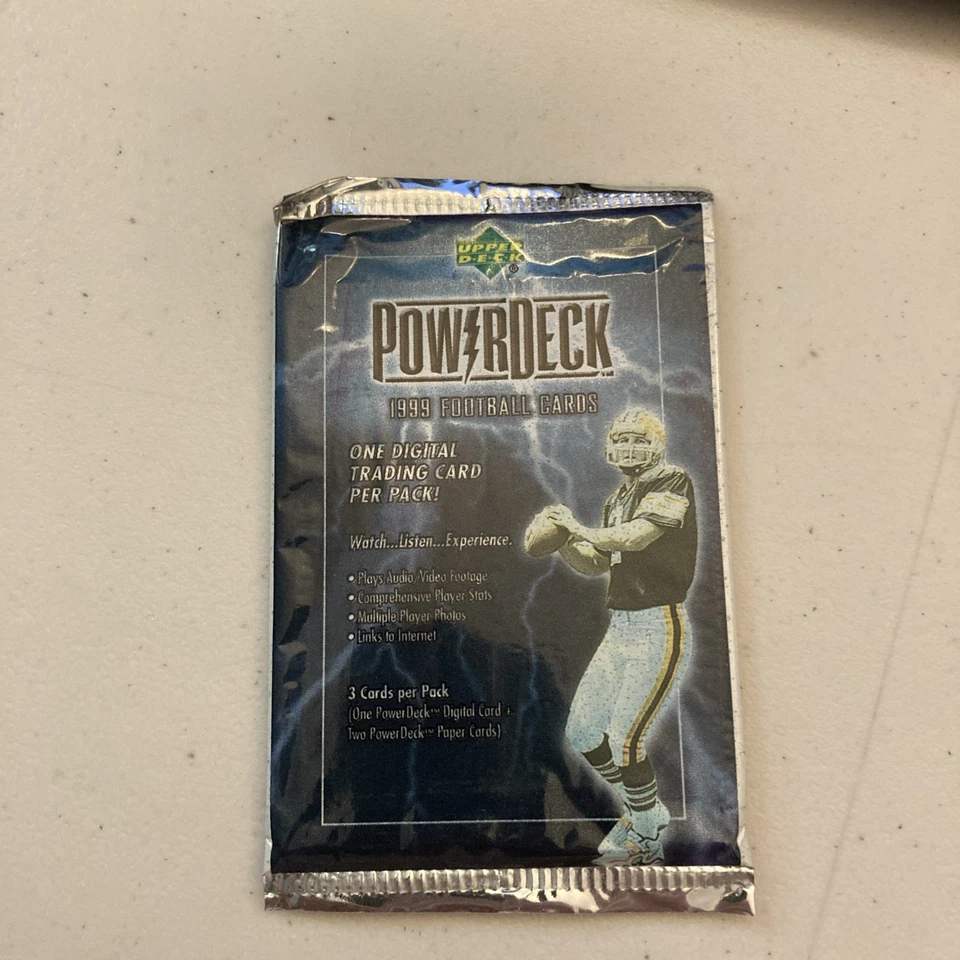 UPPER
D·E·C·K
®
POWERDECK™
1999 FOOTBALL CARDS
ONE DIGITAL
TRADING CARD
PER PACK!
Watch...Listen...Experience.
• Plays Audio/Video Footage
• Comprehensive Player Stats
• Multiple Player Photos
• Links to Internet
3 Cards per Pack
(One PowerDeck™ Digital Card +
Two PowerDeck™ Paper Cards)